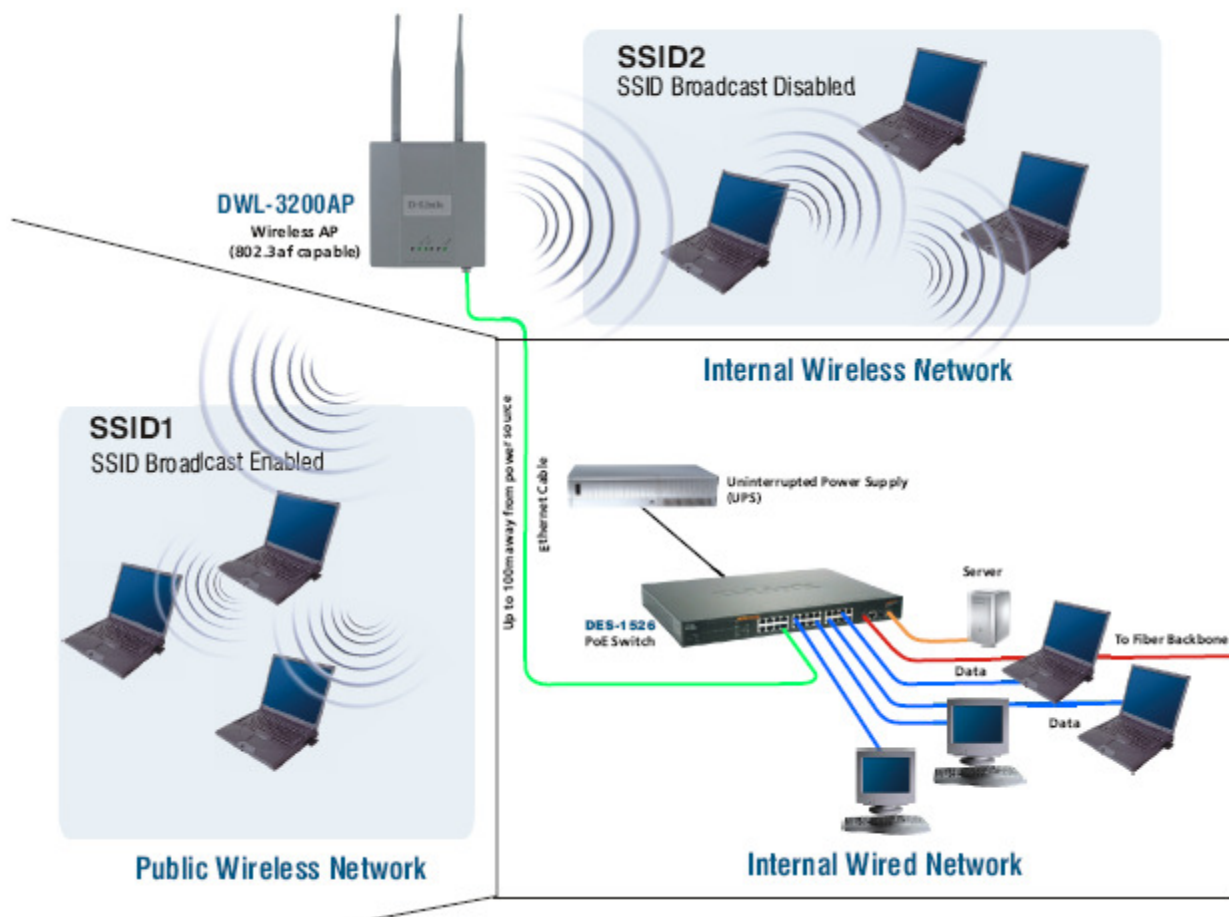 SSID2
SSID Broadcast Disabled
DWL-3200AP
Wireless AP
(802.3af capable)
D-Link
Internal Wireless Network
SSID1
SSID Broadcast Enabled
Up to 100m away from power source
Ethernet Cable
Uninterrupted Power Supply
(UPS)
Server
DES-1526
PoE Switch
To Fiber Backbone
Data
Data
Public Wireless Network
Internal Wired Network